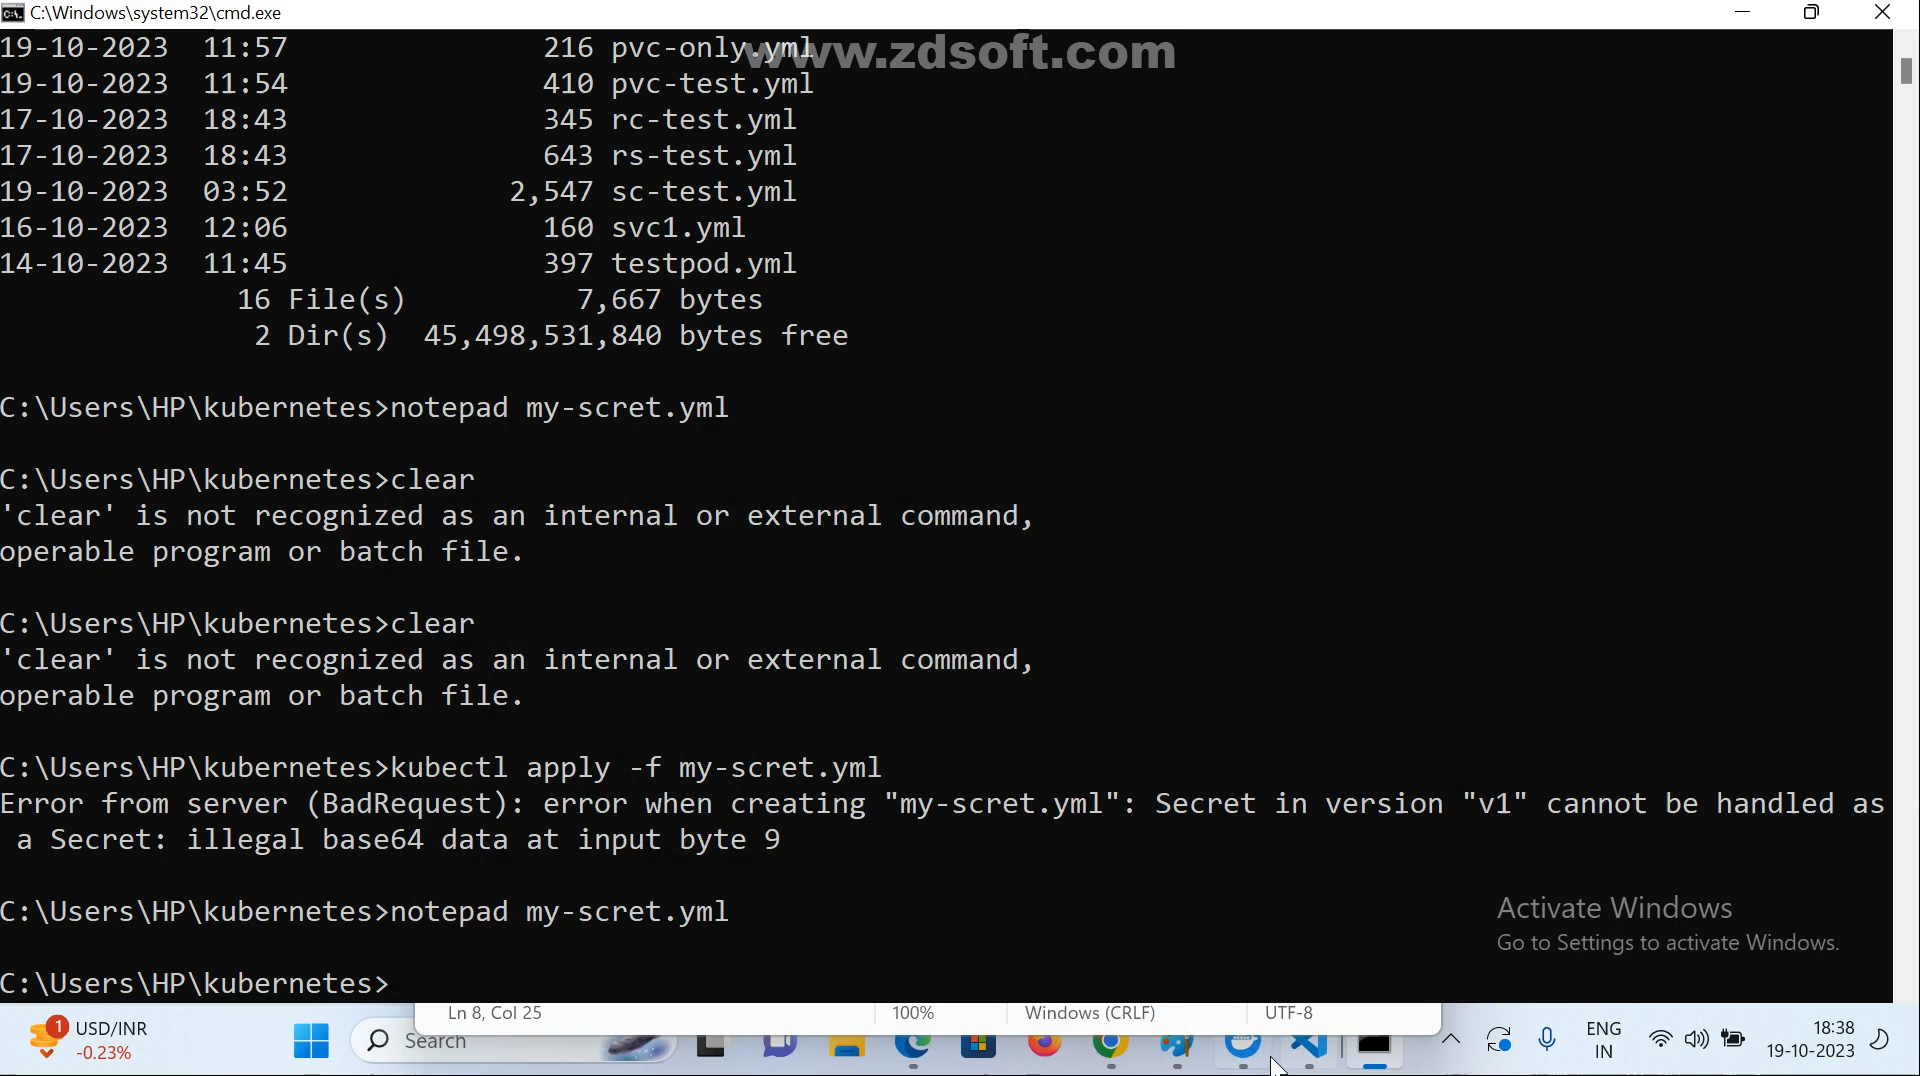 C:\Windows\system32\cmd.exe
www.zdsoft.com
19-10-2023  11:57               216 pvc-only.yml
19-10-2023  11:54               410 pvc-test.yml
17-10-2023  18:43               345 rc-test.yml
17-10-2023  18:43               643 rs-test.yml
19-10-2023  03:52             2,547 sc-test.yml
16-10-2023  12:06               160 svc1.yml
14-10-2023  11:45               397 testpod.yml
16 File(s)          7,667 bytes
2 Dir(s)  45,498,531,840 bytes free
C:\Users\HP\kubernetes>notepad my-scret.yml
C:\Users\HP\kubernetes>clear
'clear' is not recognized as an internal or external command,
operable program or batch file.
C:\Users\HP\kubernetes>clear
'clear' is not recognized as an internal or external command,
operable program or batch file.
C:\Users\HP\kubernetes>kubectl apply -f my-scret.yml
Error from server (BadRequest): error when creating "my-scret.yml": Secret in version "v1" cannot be handled as
a Secret: illegal base64 data at input byte 9
C:\Users\HP\kubernetes>notepad my-scret.yml
Activate Windows
Go to Settings to activate Windows.
C:\Users\HP\kubernetes>
Ln 8, Col 25 100% Windows (CRLF) UTF-8
1 USD/INR
-0.23%
Search
ENG
IN
18:38
19-10-2023